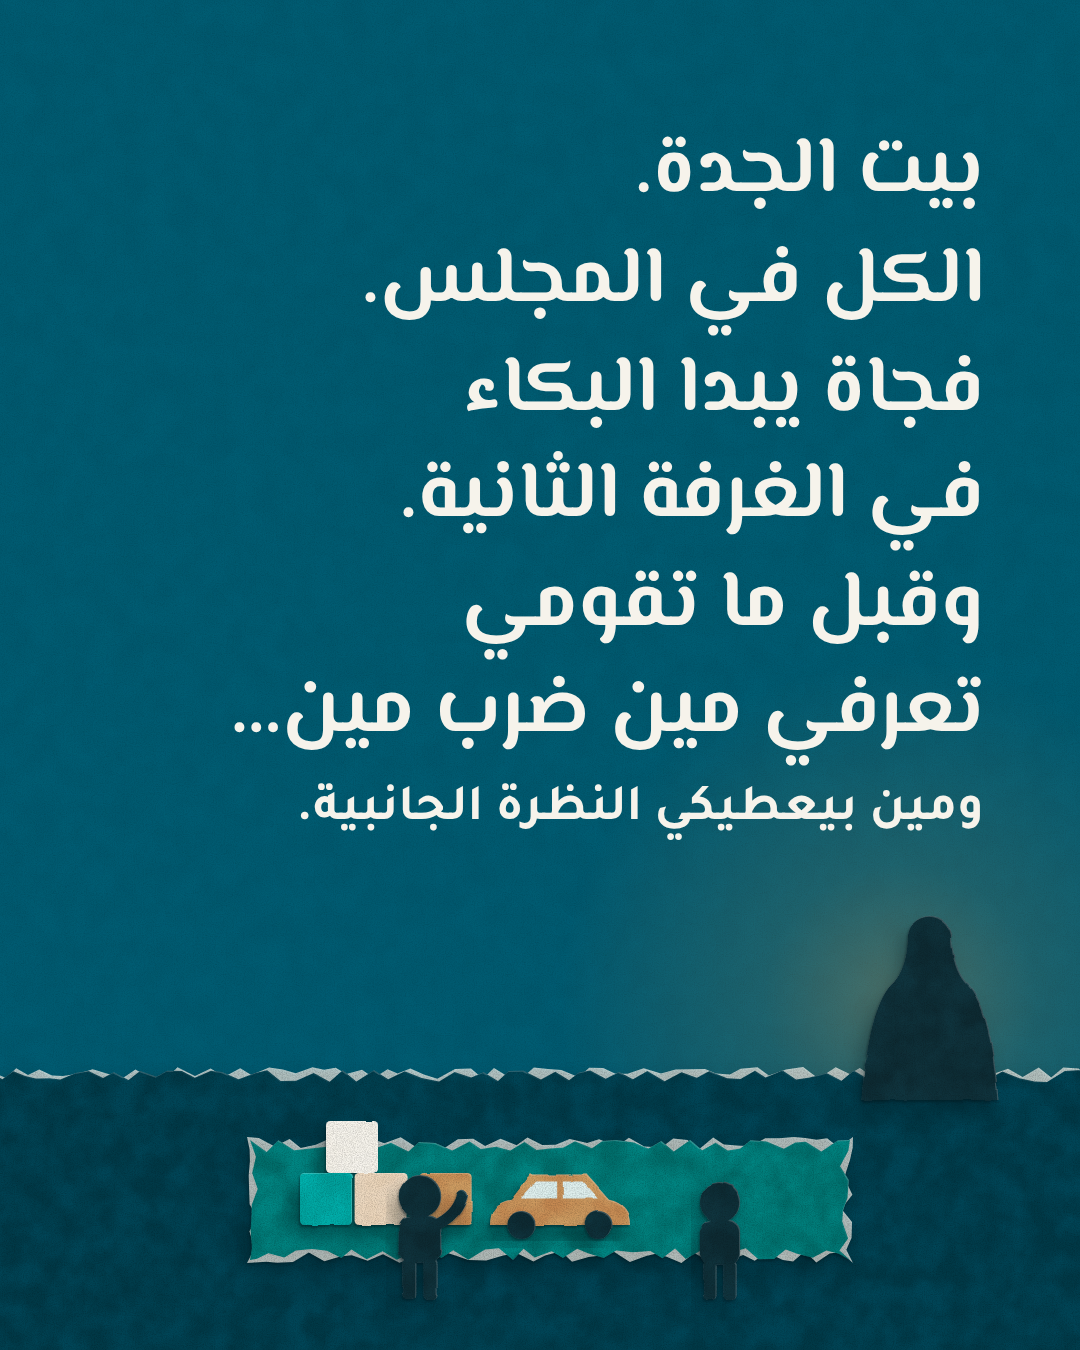 بيت الجدة.
الكل في المجلس.
فجاة يبدا البكاء
في الغرفة الثانية.
وقبل ما تقومي
تعرفي مين ضرب مين...
ومين بيعطيكي النظرة الجانبية.